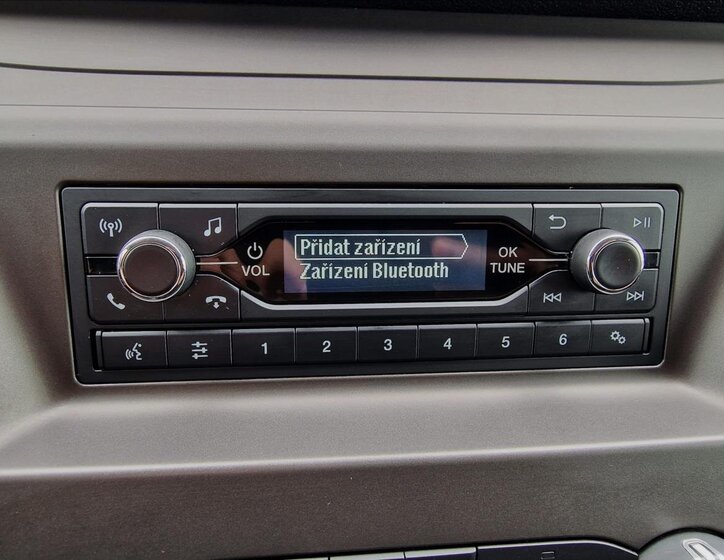 Přidat zařízení
Zařízení Bluetooth
VOL
OK
TUNE
1 2 3 4 5 6